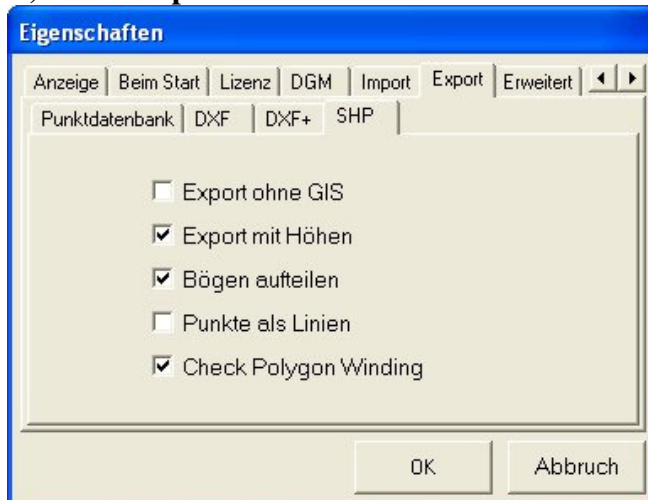 Eigenschaften
Anzeige Beim Start Lizenz DGM Import Export Erweitert
Punktdatenbank DXF DXF+ SHP
Export ohne GIS
Export mit Höhen
Bögen aufteilen
Punkte als Linien
Check Polygon Winding
OK Abbruch